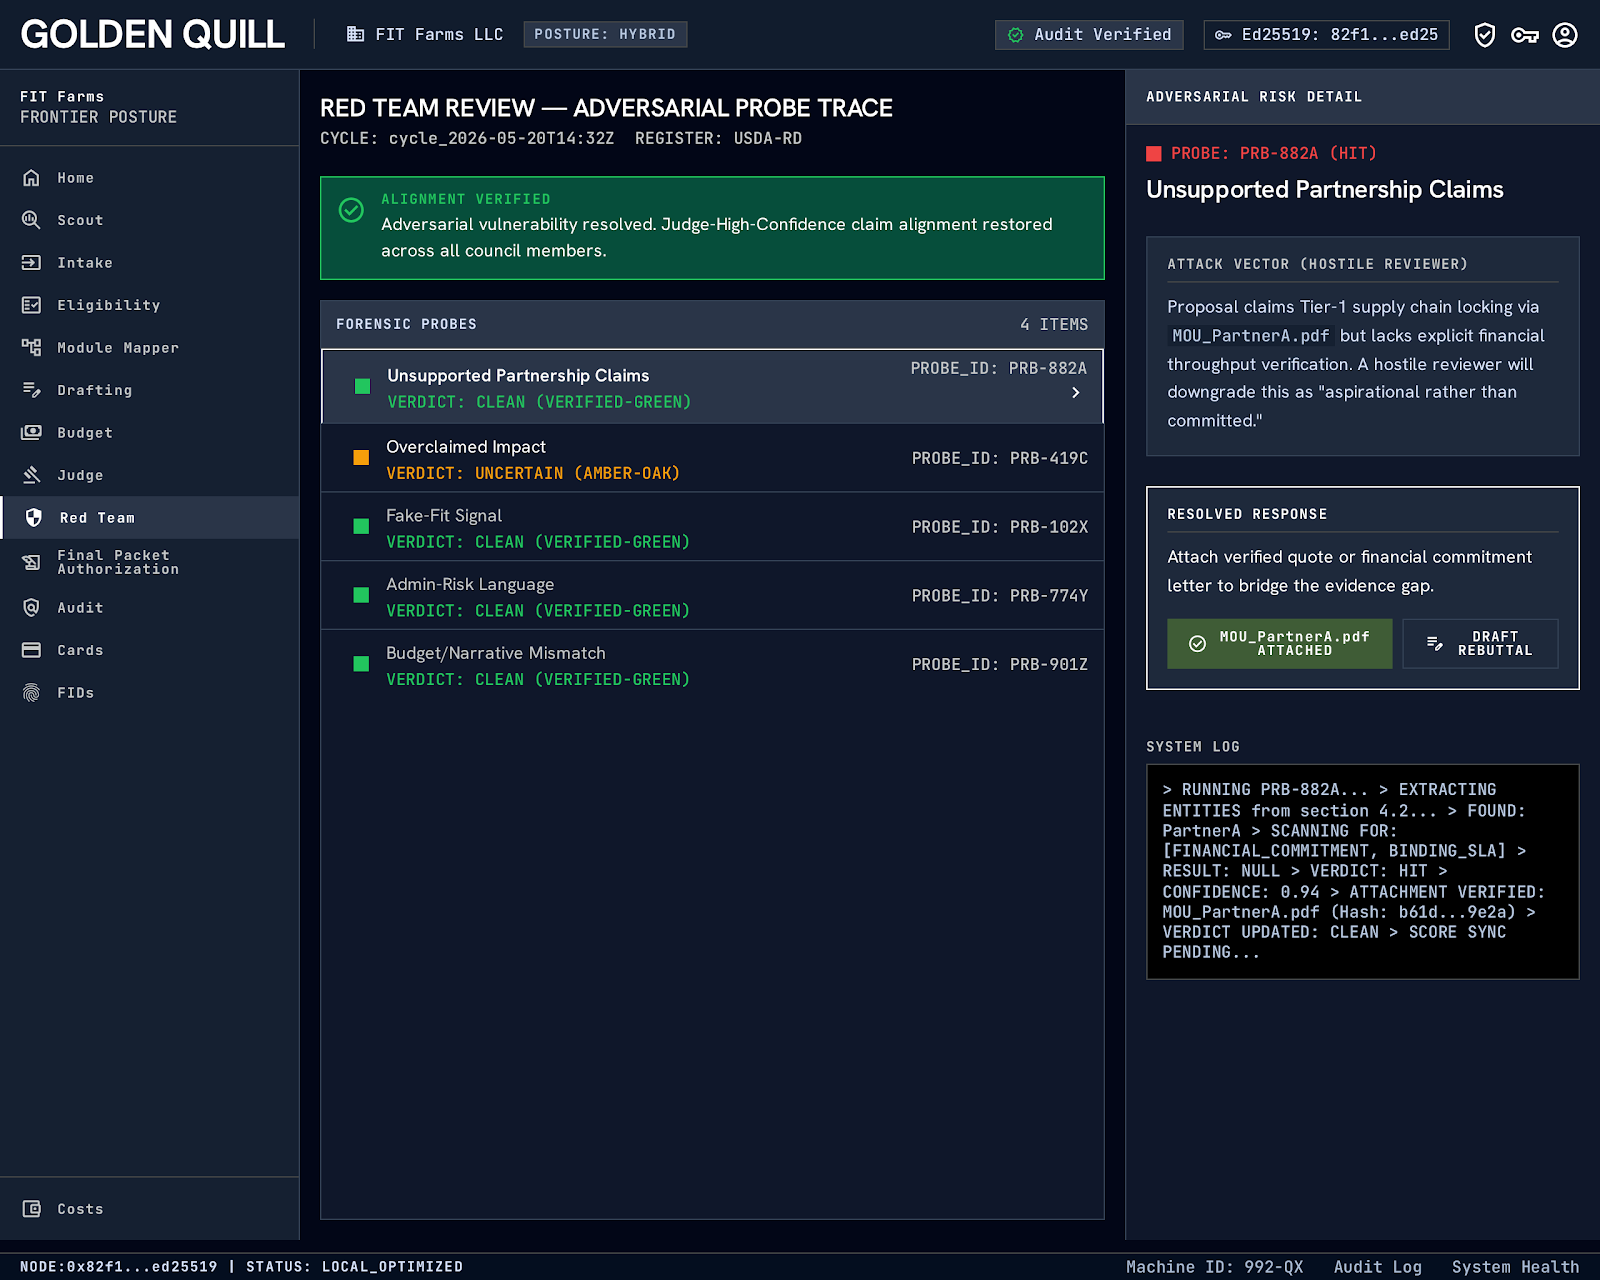 GOLDEN QUILL
FIT Farms LLC
POSTURE: HYBRID
Audit Verified
Ed25519: 82f1...ed25
FIT Farms
FRONTIER POSTURE
Home
Scout
Intake
Eligibility
Module Mapper
Drafting
Budget
Judge
Red Team
Final Packet
Authorization
Audit
Cards
FIDs
Costs
RED TEAM REVIEW — ADVERSARIAL PROBE TRACE
CYCLE: cycle_2026-05-20T14:32Z REGISTER: USDA-RD
ALIGNMENT VERIFIED
Adversarial vulnerability resolved. Judge-High-Confidence claim alignment restored
across all council members.
FORENSIC PROBES
4 ITEMS
Unsupported Partnership Claims
VERDICT: CLEAN (VERIFIED-GREEN)
PROBE_ID: PRB-882A
Overclaimed Impact
VERDICT: UNCERTAIN (AMBER-OAK)
PROBE_ID: PRB-419C
Fake-Fit Signal
VERDICT: CLEAN (VERIFIED-GREEN)
PROBE_ID: PRB-102X
Admin-Risk Language
VERDICT: CLEAN (VERIFIED-GREEN)
PROBE_ID: PRB-774Y
Budget/Narrative Mismatch
VERDICT: CLEAN (VERIFIED-GREEN)
PROBE_ID: PRB-901Z
ADVERSARIAL RISK DETAIL
PROBE: PRB-882A (HIT)
Unsupported Partnership Claims
ATTACK VECTOR (HOSTILE REVIEWER)
Proposal claims Tier-1 supply chain locking via
MOU_PartnerA.pdf but lacks explicit financial
throughput verification. A hostile reviewer will
downgrade this as "aspirational rather than
committed."
RESOLVED RESPONSE
Attach verified quote or financial commitment
letter to bridge the evidence gap.
MOU_PartnerA.pdf
ATTACHED
DRAFT
REBUTTAL
SYSTEM LOG
> RUNNING PRB-882A... > EXTRACTING
ENTITIES from section 4.2... > FOUND:
PartnerA > SCANNING FOR:
[FINANCIAL_COMMITMENT, BINDING_SLA] >
RESULT: NULL > VERDICT: HIT >
CONFIDENCE: 0.94 > ATTACHMENT VERIFIED:
MOU_PartnerA.pdf (Hash: b61d...9e2a) >
VERDICT UPDATED: CLEAN > SCORE SYNC
PENDING...
NODE:0x82f1...ed25519 | STATUS: LOCAL_OPTIMIZED
Machine ID: 992-QX
Audit Log
System Health